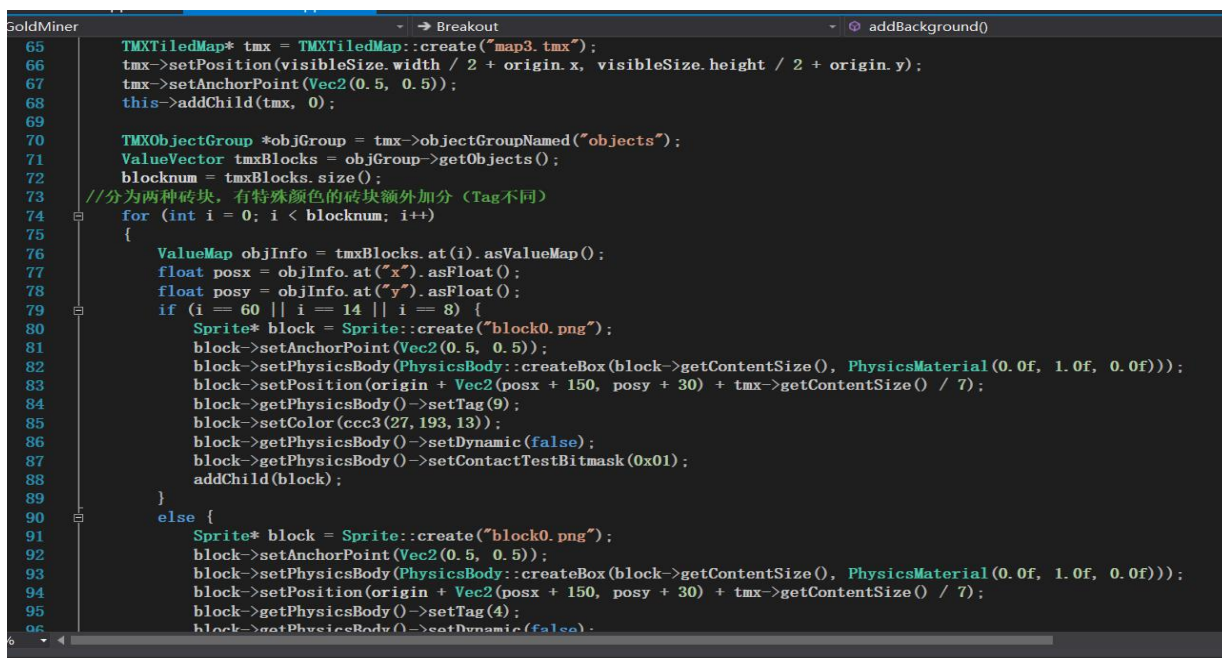 GoldMiner → Breakout addBackground()
65 TMXTiledMap* tmx = TMXTiledMap::create("map3.tmx");
66 tmx->setPosition(visibleSize.width / 2 + origin.x, visibleSize.height / 2 + origin.y);
67 tmx->setAnchorPoint(Vec2(0.5, 0.5));
68 this->addChild(tmx, 0);
69
70 TMXObjectGroup *objGroup = tmx->objectGroupNamed("objects");
71 ValueVector tmxBlocks = objGroup->getObjects();
72 blocknum = tmxBlocks.size();
73 //分为两种砖块，有特殊颜色的砖块额外加分（Tag不同）
74 for (int i = 0; i < blocknum; i++)
75 {
76 ValueMap objInfo = tmxBlocks.at(i).asValueMap();
77 float posx = objInfo.at("x").asFloat();
78 float posy = objInfo.at("y").asFloat();
79 if (i == 60 || i == 14 || i == 8) {
80 Sprite* block = Sprite::create("block0.png");
81 block->setAnchorPoint(Vec2(0.5, 0.5));
82 block->setPhysicsBody(PhysicsBody::createBox(block->getContentSize(), PhysicsMaterial(0.0f, 1.0f, 0.0f)));
83 block->setPosition(origin + Vec2(posx + 150, posy + 30) + tmx->getContentSize() / 7);
84 block->getPhysicsBody()->setTag(9);
85 block->setColor(ccc3(27,193,13));
86 block->getPhysicsBody()->setDynamic(false);
87 block->getPhysicsBody()->setContactTestBitmask(0x01);
88 addChild(block);
89 }
90 else {
91 Sprite* block = Sprite::create("block0.png");
92 block->setAnchorPoint(Vec2(0.5, 0.5));
93 block->setPhysicsBody(PhysicsBody::createBox(block->getContentSize(), PhysicsMaterial(0.0f, 1.0f, 0.0f)));
94 block->setPosition(origin + Vec2(posx + 150, posy + 30) + tmx->getContentSize() / 7);
95 block->getPhysicsBody()->setTag(4);
96 block->getPhysicsBody()->setDynamic(false);
%